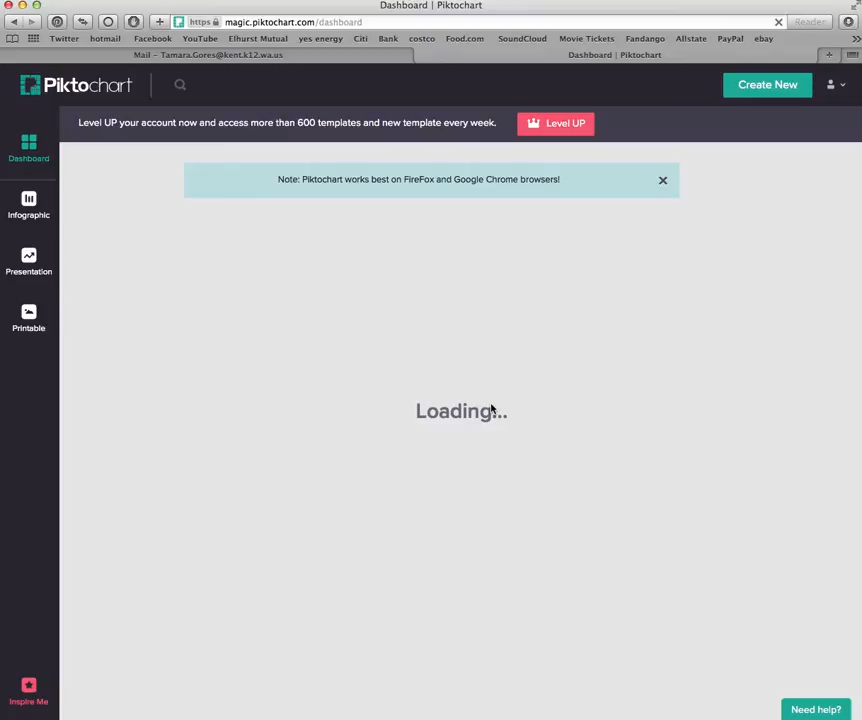 Dashboard | Piktochart
https magic.piktochart.com/dashboard
Reader
Twitter hotmail Facebook YouTube Elhurst Mutual yes energy Citi Bank costco Food.com SoundCloud Movie Tickets Fandango Allstate PayPal ebay
Mail – Tamara.Gores@kent.k12.wa.us
Dashboard | Piktochart
Piktochart
Create New
Level UP your account now and access more than 600 templates and new template every week.
Level UP
Dashboard
Note: Piktochart works best on FireFox and Google Chrome browsers!
Infographic
Presentation
Printable
Loading...
Inspire Me
Need help?